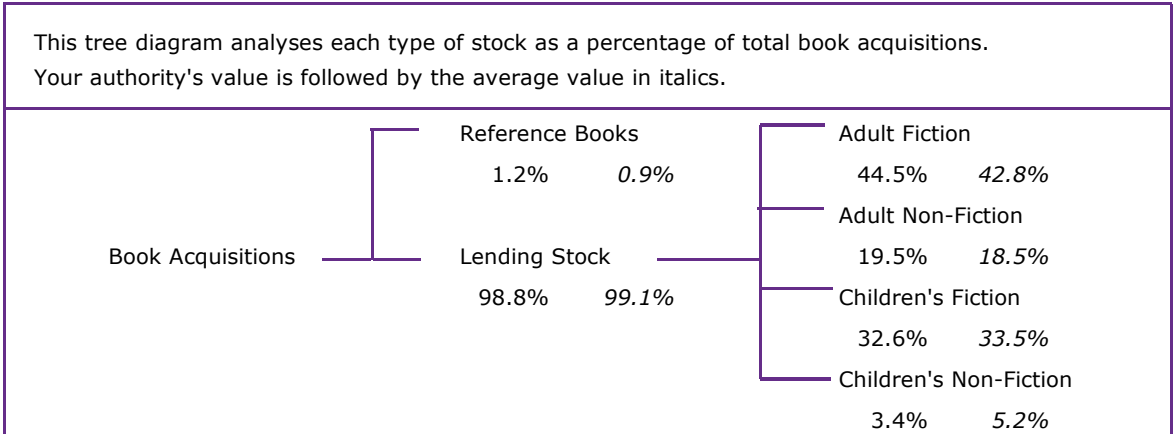 This tree diagram analyses each type of stock as a percentage of total book acquisitions.
Your authority's value is followed by the average value in italics.
Reference Books
1.2% 0.9%
Book Acquisitions
Lending Stock
98.8% 99.1%
Adult Fiction
44.5% 42.8%
Adult Non-Fiction
19.5% 18.5%
Children's Fiction
32.6% 33.5%
Children's Non-Fiction
3.4% 5.2%